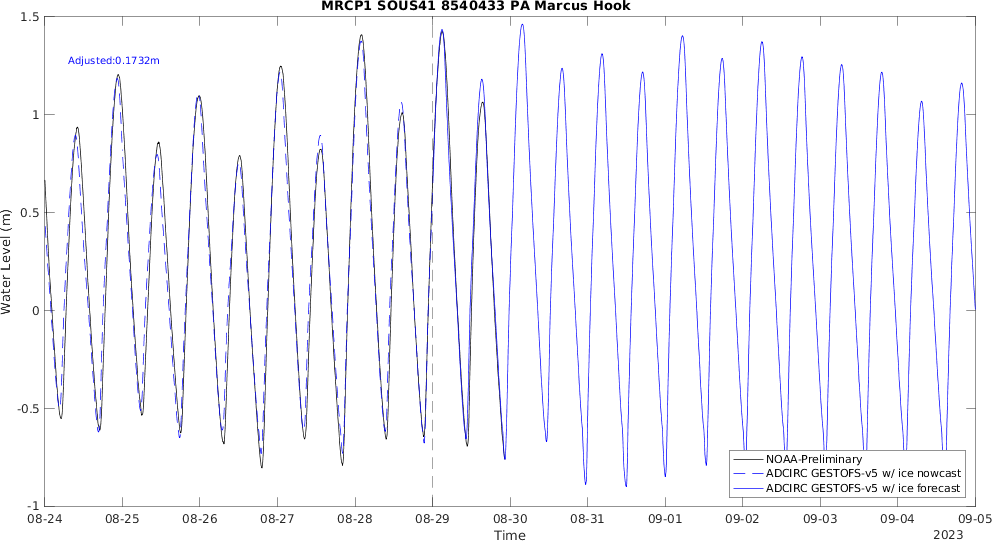 MRCP1 SOUS41 8540433 PA Marcus Hook
Adjusted:0.1732m
Water Level (m)
1.5
1
0.5
0
-0.5
-1
08-24
08-25
08-26
08-27
08-28
08-29
08-30
08-31
09-01
09-02
09-03
09-04
09-05
Time
2023
NOAA-Preliminary
ADCIRC GESTOFS-v5 w/ ice nowcast
ADCIRC GESTOFS-v5 w/ ice forecast